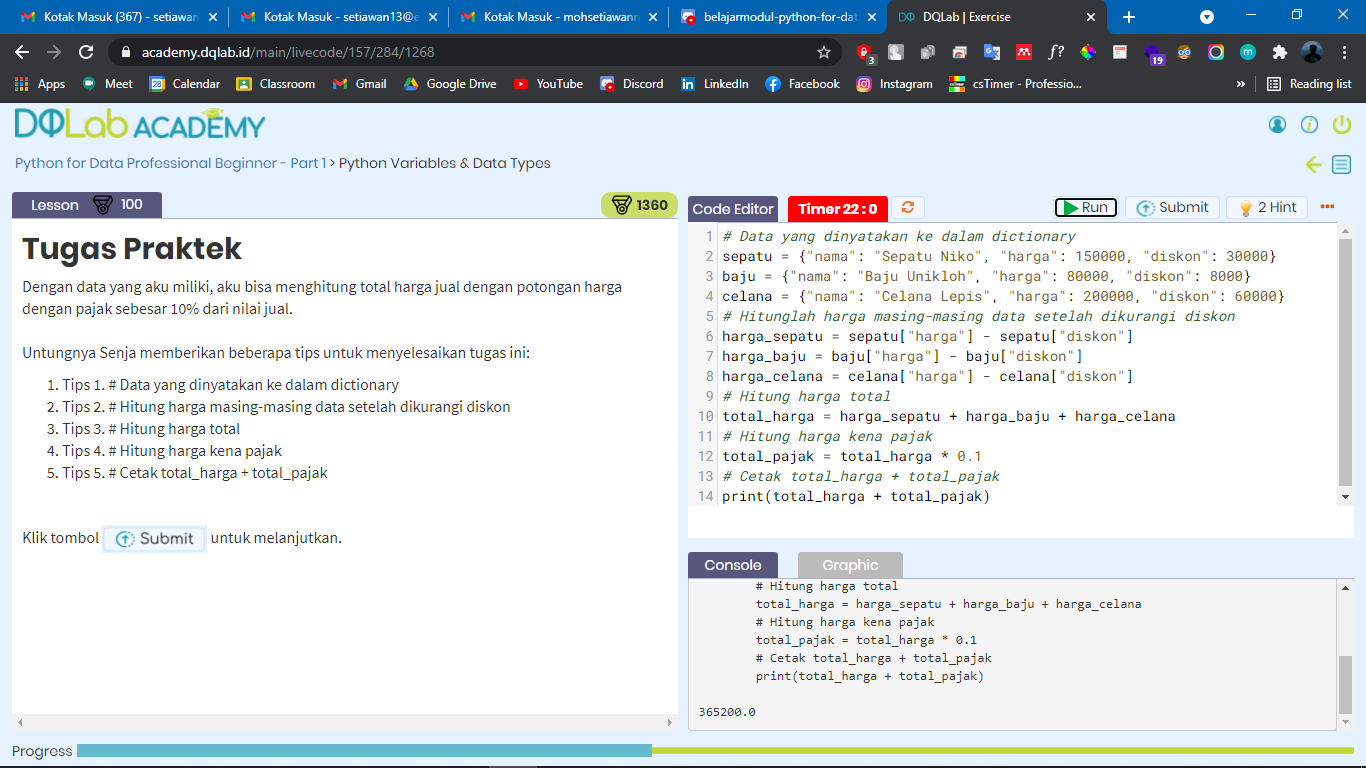 Kotak Masuk (367) - setiawan
Kotak Masuk - setiawan13@e
Kotak Masuk - mohsetiawann
belajarmodul-python-for-dat
DQLab | Exercise
academy.dqlab.id/main/livecode/157/284/1268
3
f?
19
m
Apps
Meet
28
Calendar
Classroom
Gmail
Google Drive
YouTube
Discord
LinkedIn
Facebook
Instagram
csTimer - Professio...
»
Reading list
DQLab ACADEMY
Python for Data Professional Beginner - Part 1 > Python Variables & Data Types
Lesson 100
1360
Tugas Praktek
Dengan data yang aku miliki, aku bisa menghitung total harga jual dengan potongan harga
dengan pajak sebesar 10% dari nilai jual.
Untungnya Senja memberikan beberapa tips untuk menyelesaikan tugas ini:
1. Tips 1. # Data yang dinyatakan ke dalam dictionary
2. Tips 2. # Hitung harga masing-masing data setelah dikurangi diskon
3. Tips 3. # Hitung harga total
4. Tips 4. # Hitung harga kena pajak
5. Tips 5. # Cetak total_harga + total_pajak
Klik tombol Submit untuk melanjutkan.
Code Editor
Timer 22 : 0
Run
Submit
2 Hint
1 # Data yang dinyatakan ke dalam dictionary
2 sepatu = {"nama": "Sepatu Niko", "harga": 150000, "diskon": 30000}
3 baju = {"nama": "Baju Unikloh", "harga": 80000, "diskon": 8000}
4 celana = {"nama": "Celana Lepis", "harga": 200000, "diskon": 60000}
5 # Hitunglah harga masing-masing data setelah dikurangi diskon
6 harga_sepatu = sepatu["harga"] - sepatu["diskon"]
7 harga_baju = baju["harga"] - baju["diskon"]
8 harga_celana = celana["harga"] - celana["diskon"]
9 # Hitung harga total
10 total_harga = harga_sepatu + harga_baju + harga_celana
11 # Hitung harga kena pajak
12 total_pajak = total_harga * 0.1
13 # Cetak total_harga + total_pajak
14 print(total_harga + total_pajak)
Console
Graphic
# Hitung harga total
total_harga = harga_sepatu + harga_baju + harga_celana
# Hitung harga kena pajak
total_pajak = total_harga * 0.1
# Cetak total_harga + total_pajak
print(total_harga + total_pajak)
365200.0
Progress